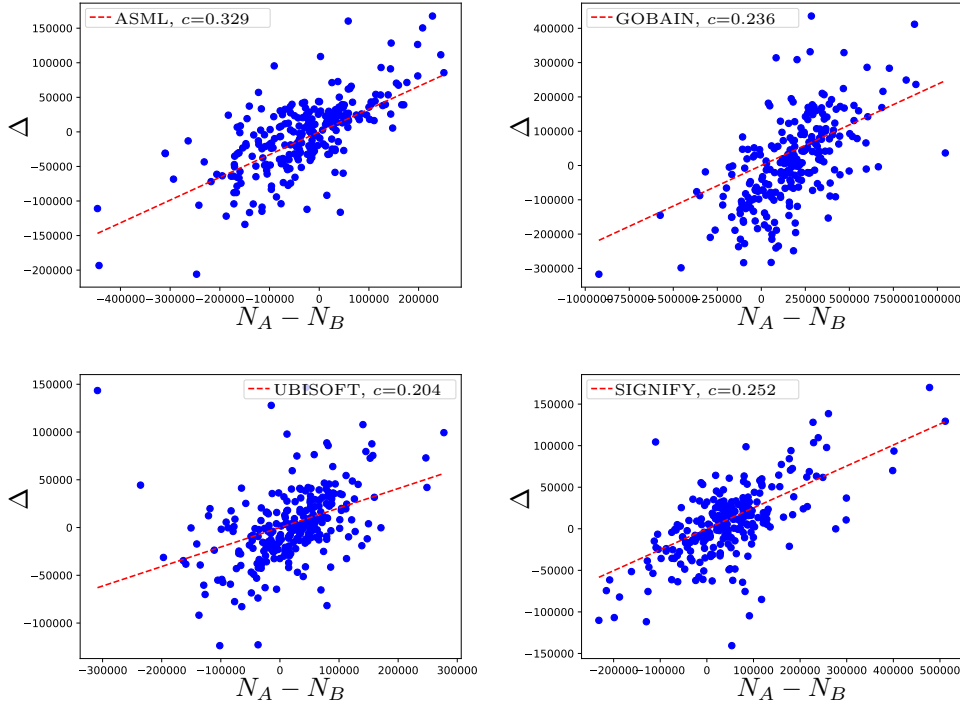 ASML, c=0.329
150000
100000
50000
0
−50000
−100000
−150000
−200000
Δ
−400000 −300000 −200000 −100000 0 100000 200000
N_A − N_B
GOBAIN, c=0.236
400000
300000
200000
100000
0
−100000
−200000
−300000
Δ
−1000000 −750000 −500000 −250000 0 250000 500000 750000 1000000
N_A − N_B
UBISOFT, c=0.204
150000
100000
50000
0
−50000
−100000
Δ
−300000 −200000 −100000 0 100000 200000 300000
N_A − N_B
SIGNIFY, c=0.252
150000
100000
50000
0
−50000
−100000
−150000
Δ
−200000 −100000 0 100000 200000 300000 400000 500000
N_A − N_B